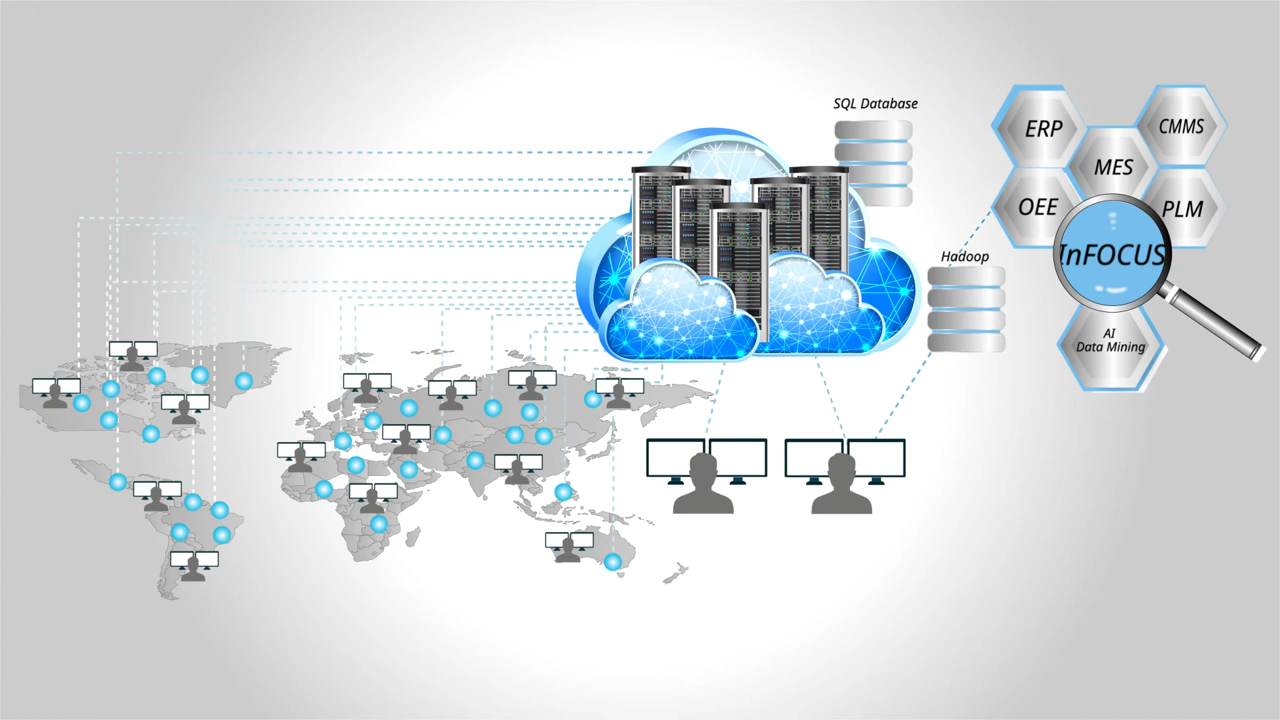 SQL Database
ERP
CMMS
MES
OEE
PLM
InFOCUS
Hadoop
AI
Data Mining